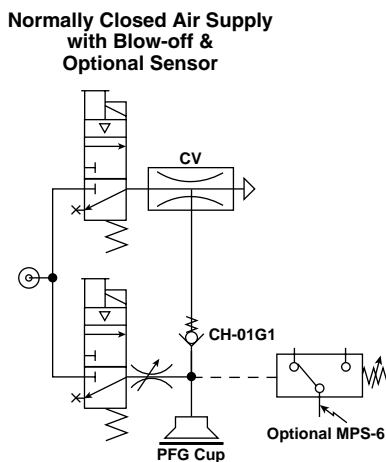 Normally Closed Air Supply
with Blow-off &
Optional Sensor
CV
CH-01G1
Optional MPS-6
PFG Cup